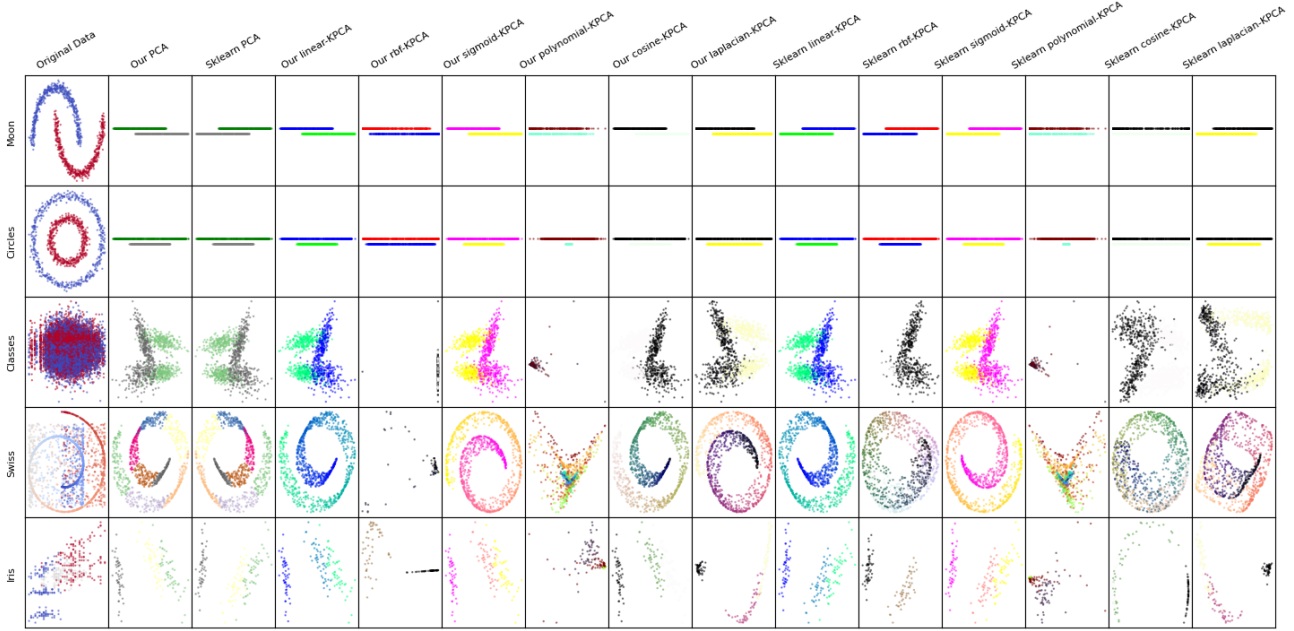 Original Data
Our PCA
Sklearn PCA
Our linear-KPCA
Our rbf-KPCA
Our sigmoid-KPCA
Our polynomial-KPCA
Our cosine-KPCA
Our laplacian-KPCA
Sklearn linear-KPCA
Sklearn rbf-KPCA
Sklearn sigmoid-KPCA
Sklearn polynomial-KPCA
Sklearn cosine-KPCA
Sklearn laplacian-KPCA
Moon
Circles
Classes
Swiss
Iris